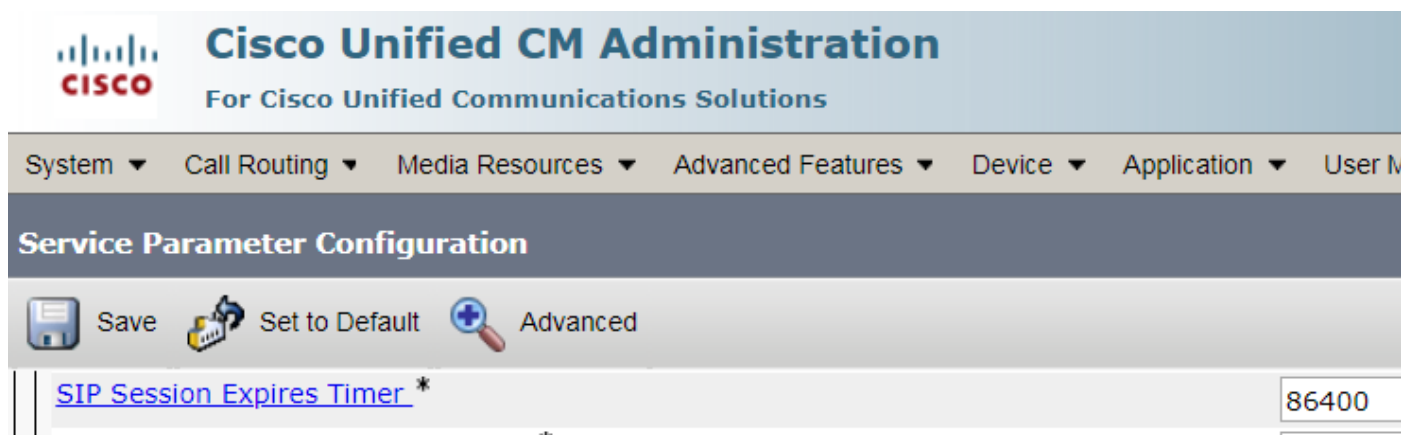 Cisco Unified CM Administration
CISCO
For Cisco Unified Communications Solutions
System Call Routing Media Resources Advanced Features Device Application User M
Service Parameter Configuration
Save Set to Default Advanced
SIP Session Expires Timer * 86400
*